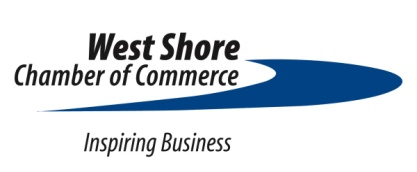 West Shore
Chamber of Commerce
Inspiring Business